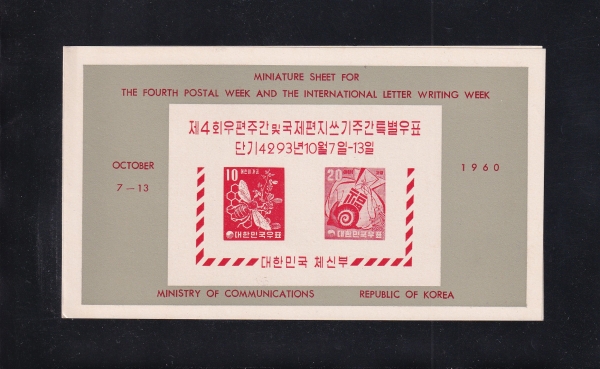 MINIATURE SHEET FOR
THE FOURTH POSTAL WEEK AND THE INTERNATIONAL LETTER WRITING WEEK
제4회우편주간및국제편지쓰기주간특별우표
단기4293년10월7일-13일
OCTOBER
7 — 13
1960
10
20
대한민국우표
대한민국우표
대한민국 체신부
MINISTRY OF COMMUNICATIONS
REPUBLIC OF KOREA